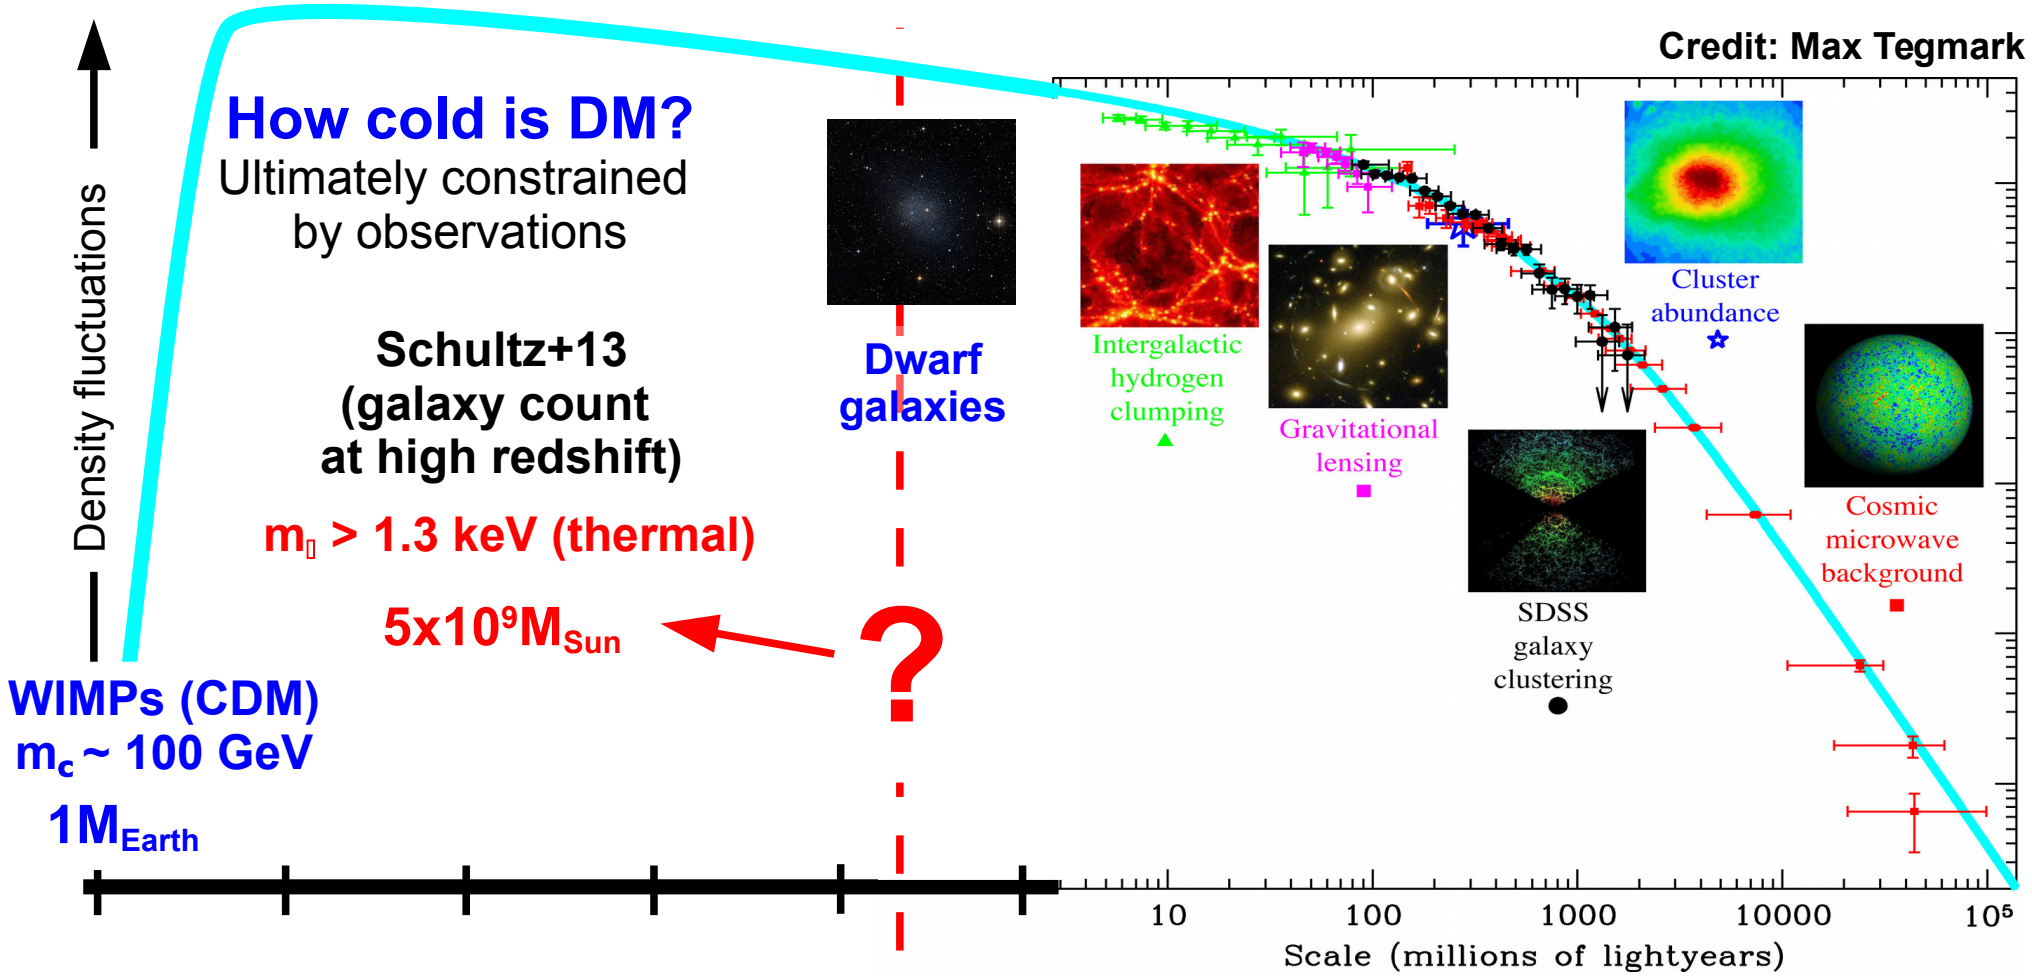 Credit: Max Tegmark
Density fluctuations
How cold is DM?
Ultimately constrained
by observations
Schultz+13
(galaxy count
at high redshift)
m▯ > 1.3 keV (thermal)
5x10⁹M_Sun
?
WIMPs (CDM)
m_c ~ 100 GeV
1M_Earth
Dwarf
galaxies
Intergalactic
hydrogen
clumping
Gravitational
lensing
SDSS
galaxy
clustering
Cluster
abundance
Cosmic
microwave
background
10 100 1000 10000 10⁵
Scale (millions of lightyears)